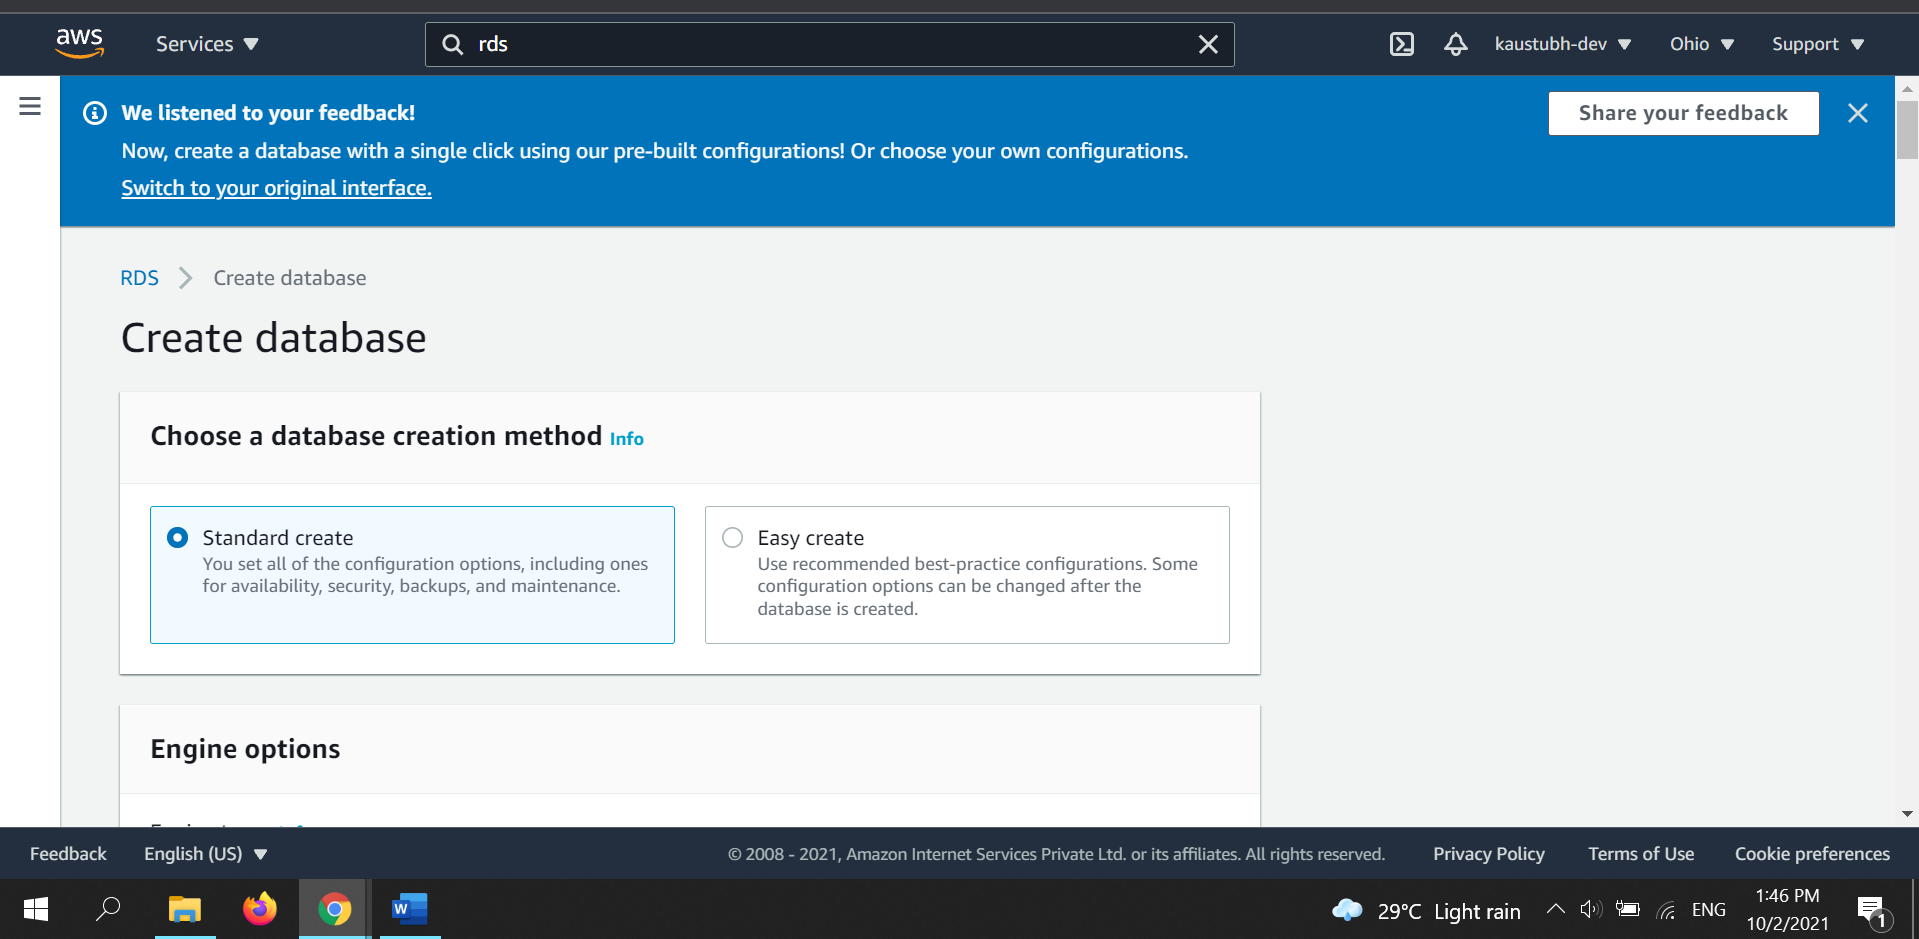 aws
Services
rds
kaustubh-dev
Ohio
Support
We listened to your feedback!
Share your feedback
Now, create a database with a single click using our pre-built configurations! Or choose your own configurations.
Switch to your original interface.
RDS
Create database
Create database
Choose a database creation method Info
Standard create
You set all of the configuration options, including ones
for availability, security, backups, and maintenance.
Easy create
Use recommended best-practice configurations. Some
configuration options can be changed after the
database is created.
Engine options
Feedback
English (US)
© 2008 - 2021, Amazon Internet Services Private Ltd. or its affiliates. All rights reserved.
Privacy Policy
Terms of Use
Cookie preferences
W
29°C Light rain
ENG
1:46 PM
10/2/2021
1